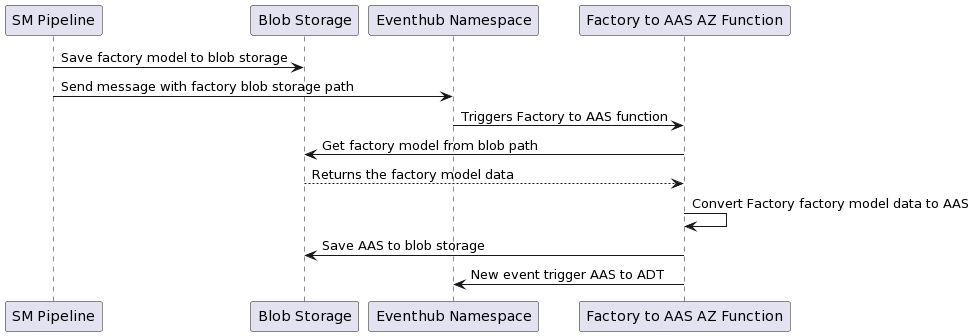 SM Pipeline
Blob Storage
Eventhub Namespace
Factory to AAS AZ Function
Save factory model to blob storage
Send message with factory blob storage path
Triggers Factory to AAS function
Get factory model from blob path
Returns the factory model data
Convert Factory factory model data to AAS
Save AAS to blob storage
New event trigger AAS to ADT
SM Pipeline
Blob Storage
Eventhub Namespace
Factory to AAS AZ Function